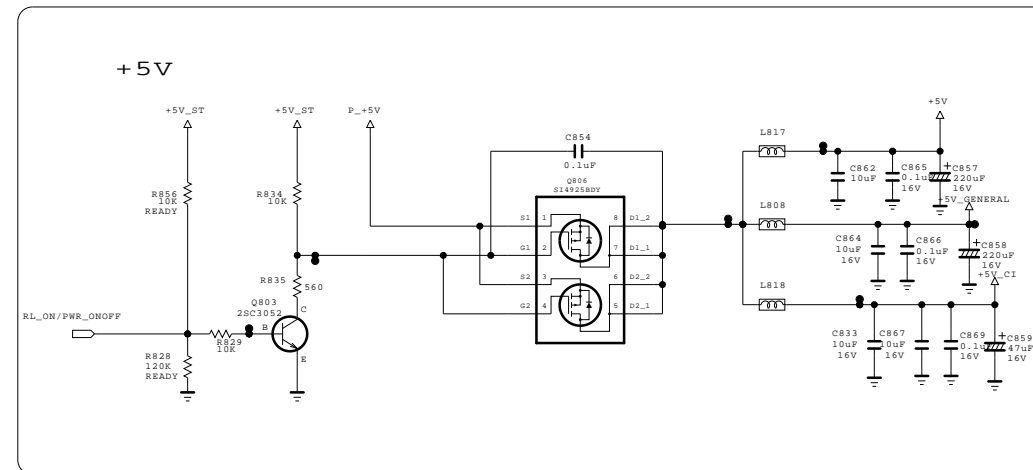 +5V
+5V_ST
+5V_ST
P_+5V
+5V
C854
0.1uF
L817
Q806
SI4925BDY
C862
10uF
C865
0.1uF
16V
C857
220uF
16V
R856
10K
READY
R834
10K
+5V_GENERAL
S1
1
8
D1_2
L808
G1
2
7
D1_1
C864
10uF
16V
C866
0.1uF
16V
C858
220uF
16V
R835
560
S2
3
6
D2_2
+5V_CI
Q803
2SC3052
C
G2
4
5
D2_1
L818
RL_ON/PWR_ONOFF
B
R829
10K
E
C833
10uF
16V
C867
10uF
16V
C869
0.1uF
16V
C859
47uF
16V
R828
120K
READY